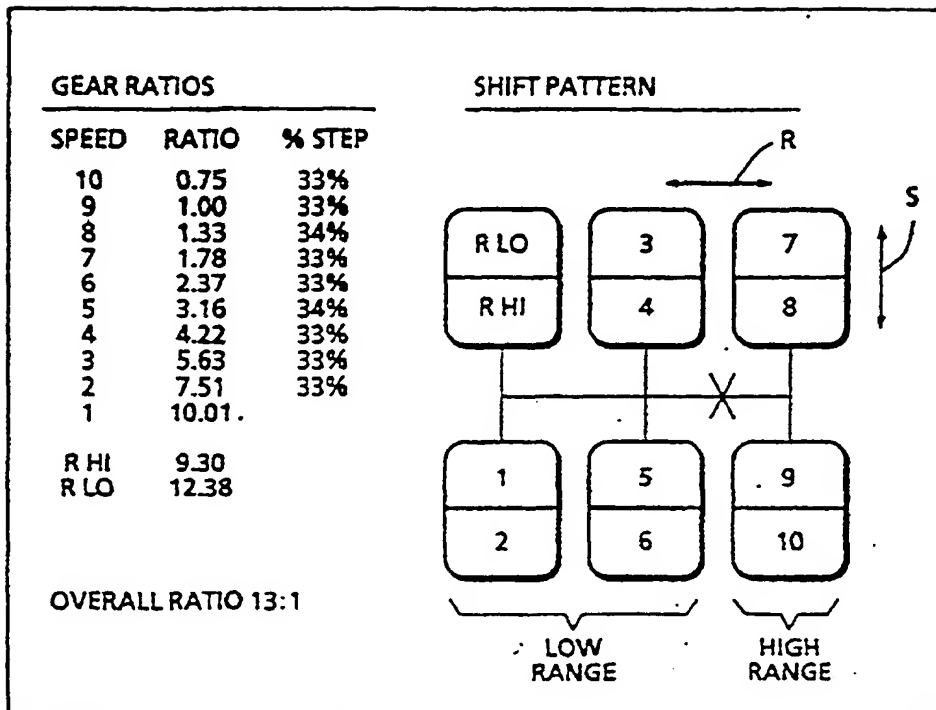 GEAR RATIOS
SPEED RATIO % STEP
10 0.75 33%
9 1.00 33%
8 1.33 34%
7 1.78 33%
6 2.37 33%
5 3.16 34%
4 4.22 33%
3 5.63 33%
2 7.51 33%
1 10.01
R HI 9.30
R LO 12.38
OVERALL RATIO 13:1
SHIFT PATTERN
R
S
R LO 3 7
R HI 4 8
1 5 9
2 6 10
LOW HIGH
RANGE RANGE